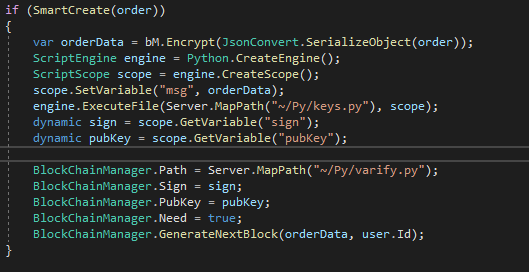 if (SmartCreate(order))
{
var orderData = bM.Encrypt(JsonConvert.SerializeObject(order));
ScriptEngine engine = Python.CreateEngine();
ScriptScope scope = engine.CreateScope();
scope.SetVariable("msg", orderData);
engine.ExecuteFile(Server.MapPath("~/Py/keys.py"), scope);
dynamic sign = scope.GetVariable("sign");
dynamic pubKey = scope.GetVariable("pubKey");
BlockChainManager.Path = Server.MapPath("~/Py/varify.py");
BlockChainManager.Sign = sign;
BlockChainManager.PubKey = pubKey;
BlockChainManager.Need = true;
BlockChainManager.GenerateNextBlock(orderData, user.Id);
}